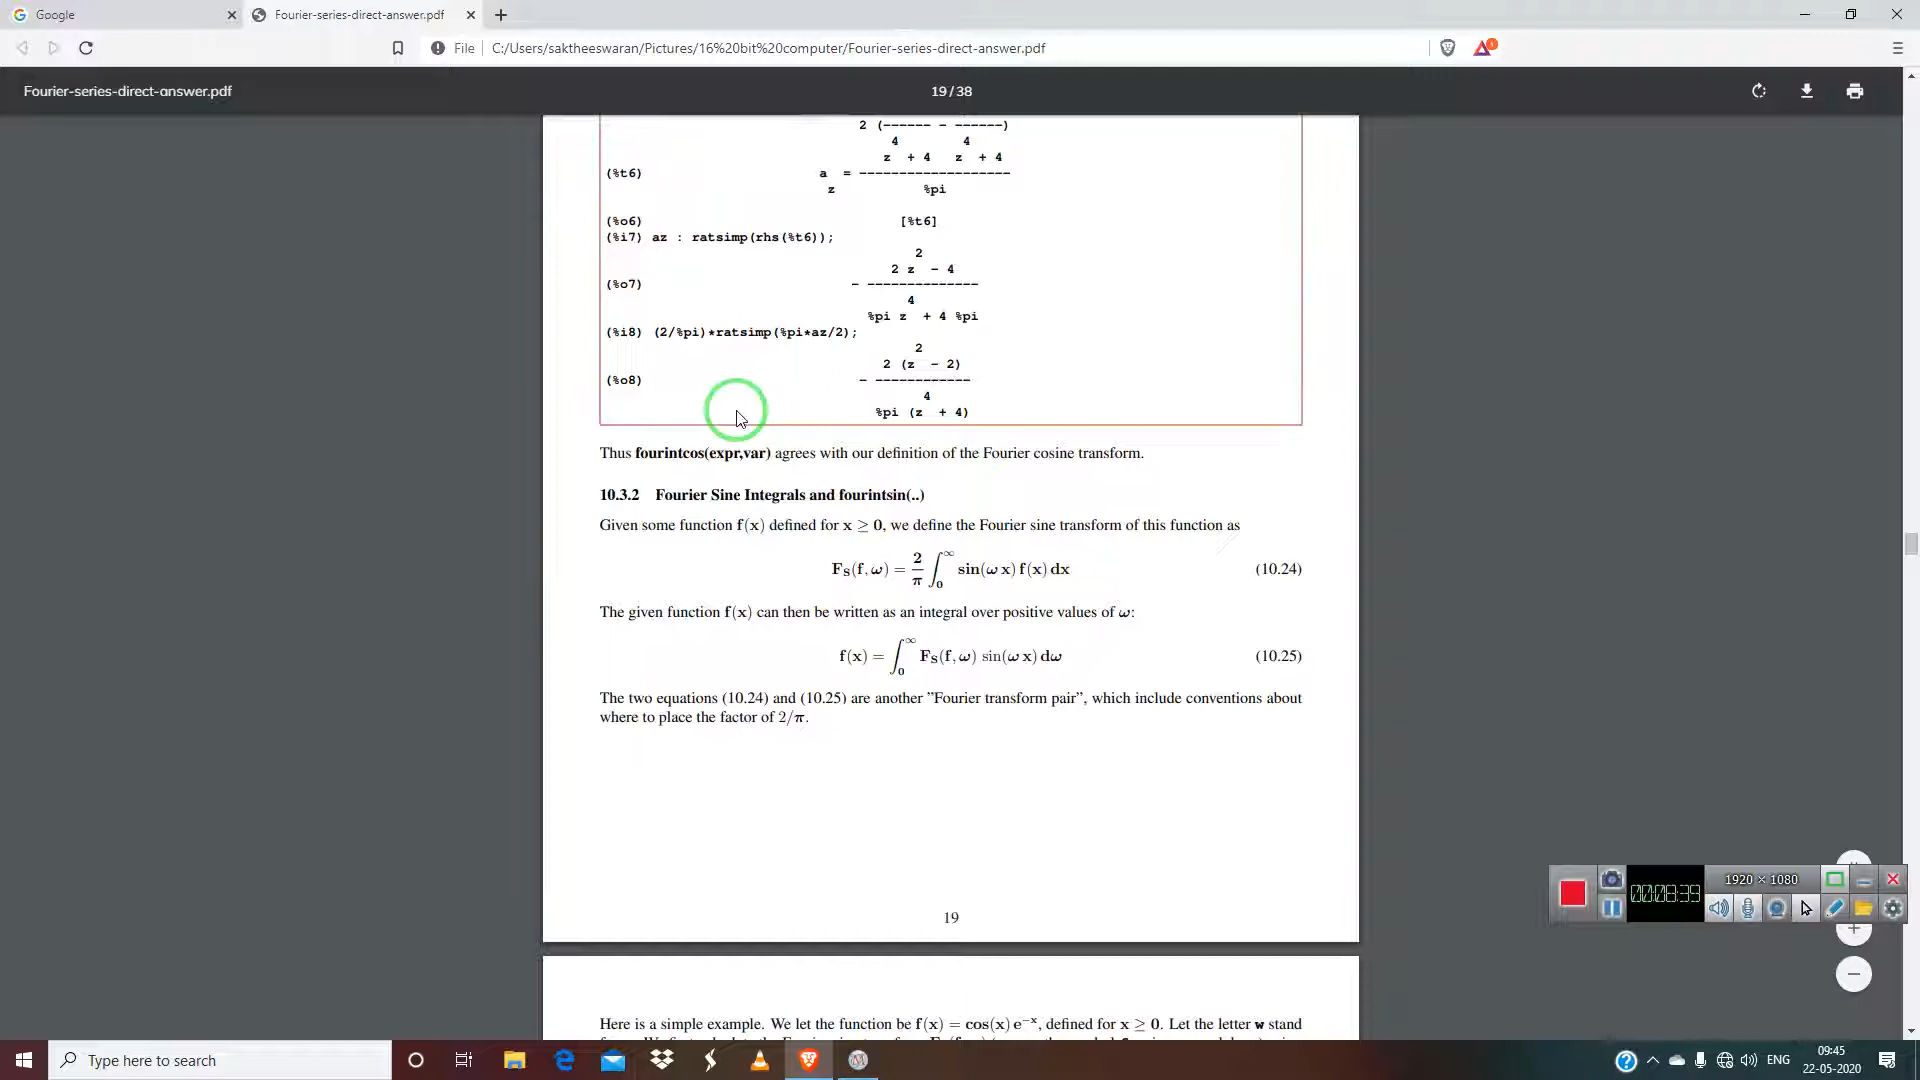 Google
Fourier-series-direct-answer.pdf
File C:/Users/saktheeswaran/Pictures/16%20bit%20computer/Fourier-series-direct-answer.pdf
1
Fourier-series-direct-answer.pdf
19 / 38
2 (------ - ------)
4 4
z + 4 z + 4
(%t6) a = -------------------
z %pi
(%o6) [%t6]
(%i7) az : ratsimp(rhs(%t6));
2
2 z - 4
(%o7) - --------------
4
%pi z + 4 %pi
(%i8) (2/%pi)*ratsimp(%pi*az/2);
2
2 (z - 2)
(%o8) - ------------
4
%pi (z + 4)
Thus fourintcos(expr,var) agrees with our definition of the Fourier cosine transform.
10.3.2 Fourier Sine Integrals and fourintsin(..)
Given some function f(x) defined for x ≥ 0, we define the Fourier sine transform of this function as
F_S(f, ω) = 2/π ∫_0^∞ sin(ω x) f(x) dx (10.24)
The given function f(x) can then be written as an integral over positive values of ω:
f(x) = ∫_0^∞ F_S(f, ω) sin(ω x) dω (10.25)
The two equations (10.24) and (10.25) are another ”Fourier transform pair”, which include conventions about
where to place the factor of 2/π.
19
Here is a simple example. We let the function be f(x) = cos(x) e^{-x}, defined for x ≥ 0. Let the letter w stand
00:08:39
1920 × 1080
Type here to search
ENG
09:45
22-05-2020